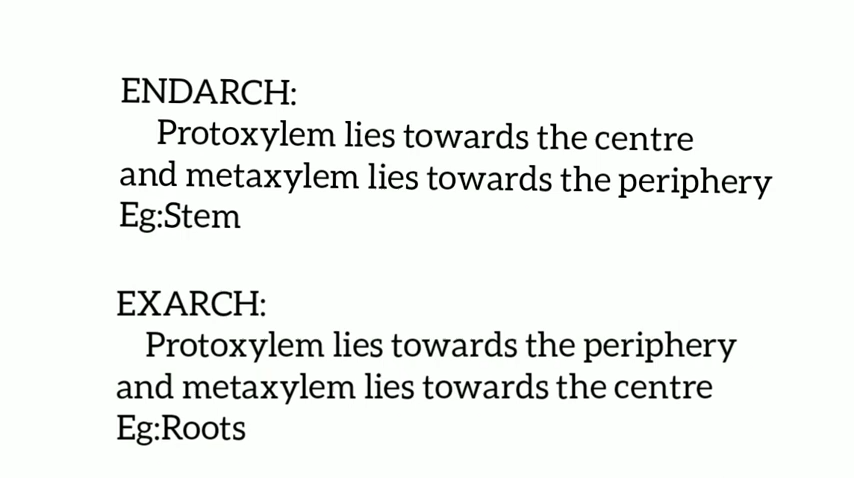 ENDARCH:
Protoxylem lies towards the centre
and metaxylem lies towards the periphery
Eg:Stem
EXARCH:
Protoxylem lies towards the periphery
and metaxylem lies towards the centre
Eg:Roots